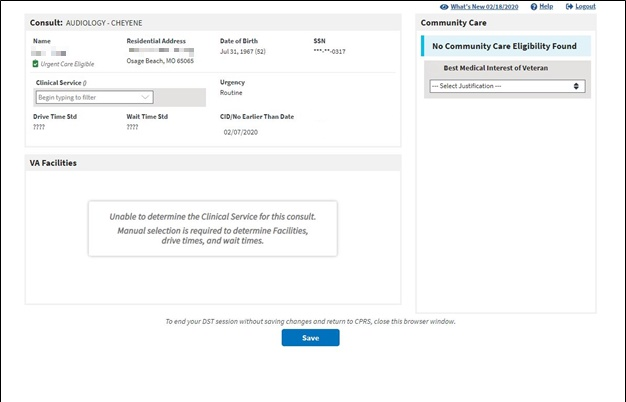 What's New 02/18/2020 Help Logout
Consult: AUDIOLOGY - CHEYENE
Name Residential Address Date of Birth SSN
Jul 31, 1967 (52) ***-**-0317
Osage Beach, MO 65065
Urgent Care Eligible
Clinical Service Urgency
Begin typing to filter Routine
Drive Time Std Wait Time Std CID/No Earlier Than Date
???? ???? 02/07/2020
VA Facilities
Unable to determine the Clinical Service for this consult.
Manual selection is required to determine Facilities,
drive times, and wait times.
Community Care
No Community Care Eligibility Found
Best Medical Interest of Veteran
--- Select Justification ---
To end your DST session without saving changes and return to CPRS, close this browser window.
Save